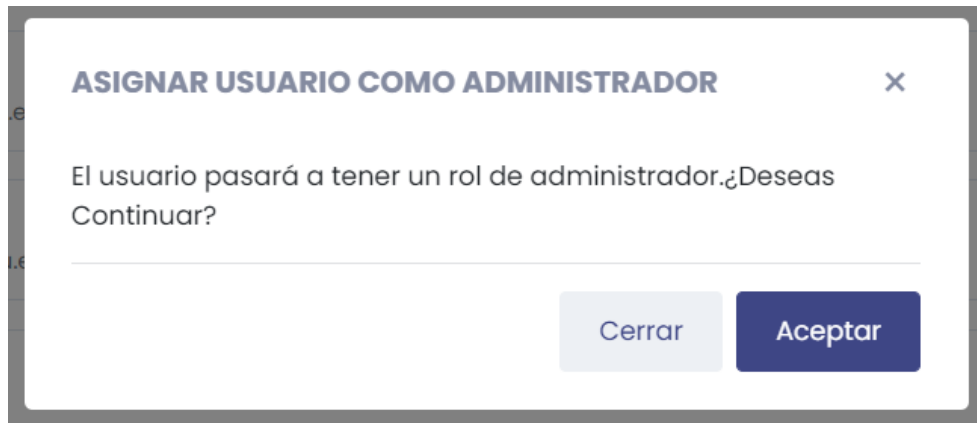 ASIGNAR USUARIO COMO ADMINISTRADOR
El usuario pasará a tener un rol de administrador.¿Deseas
Continuar?
Cerrar
Aceptar